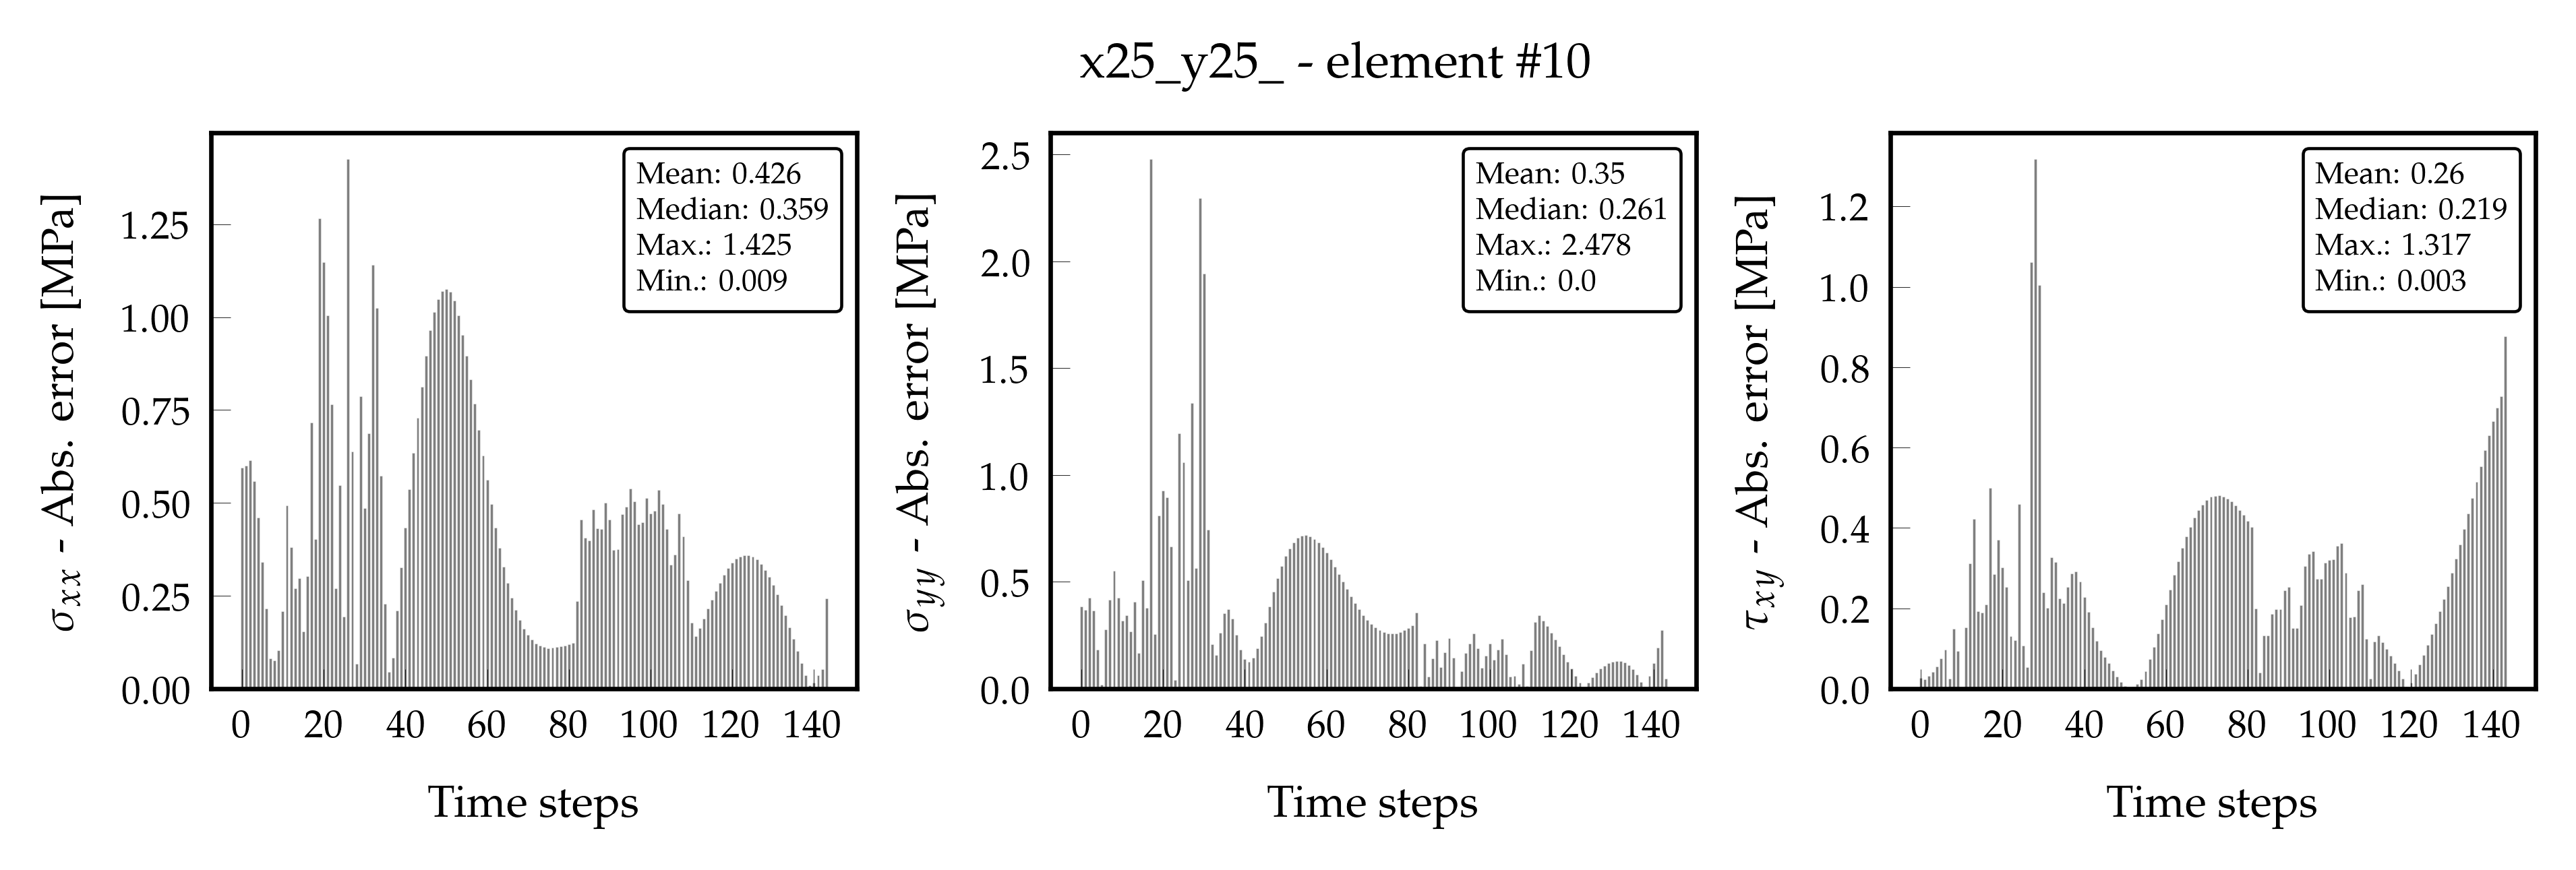 x25_y25_ - element #10
σxx - Abs. error [MPa]
1.25
1.00
0.75
0.50
0.25
0.00
Mean: 0.426
Median: 0.359
Max.: 1.425
Min.: 0.009
0 20 40 60 80 100 120 140
Time steps
σyy - Abs. error [MPa]
2.5
2.0
1.5
1.0
0.5
0.0
Mean: 0.35
Median: 0.261
Max.: 2.478
Min.: 0.0
0 20 40 60 80 100 120 140
Time steps
τxy - Abs. error [MPa]
1.2
1.0
0.8
0.6
0.4
0.2
0.0
Mean: 0.26
Median: 0.219
Max.: 1.317
Min.: 0.003
0 20 40 60 80 100 120 140
Time steps